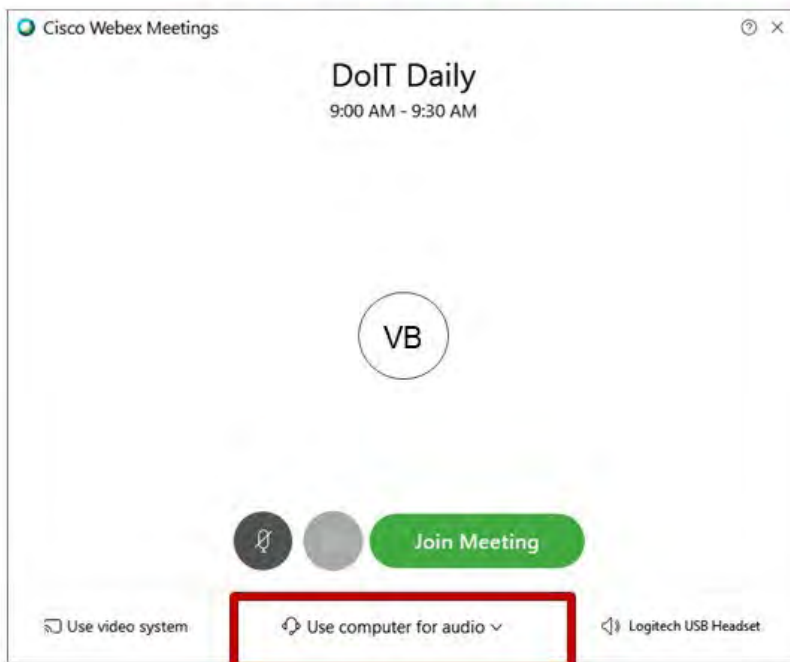 Cisco Webex Meetings
DoIT Daily
9:00 AM - 9:30 AM
VB
Join Meeting
Use video system
Use computer for audio
Logitech USB Headset